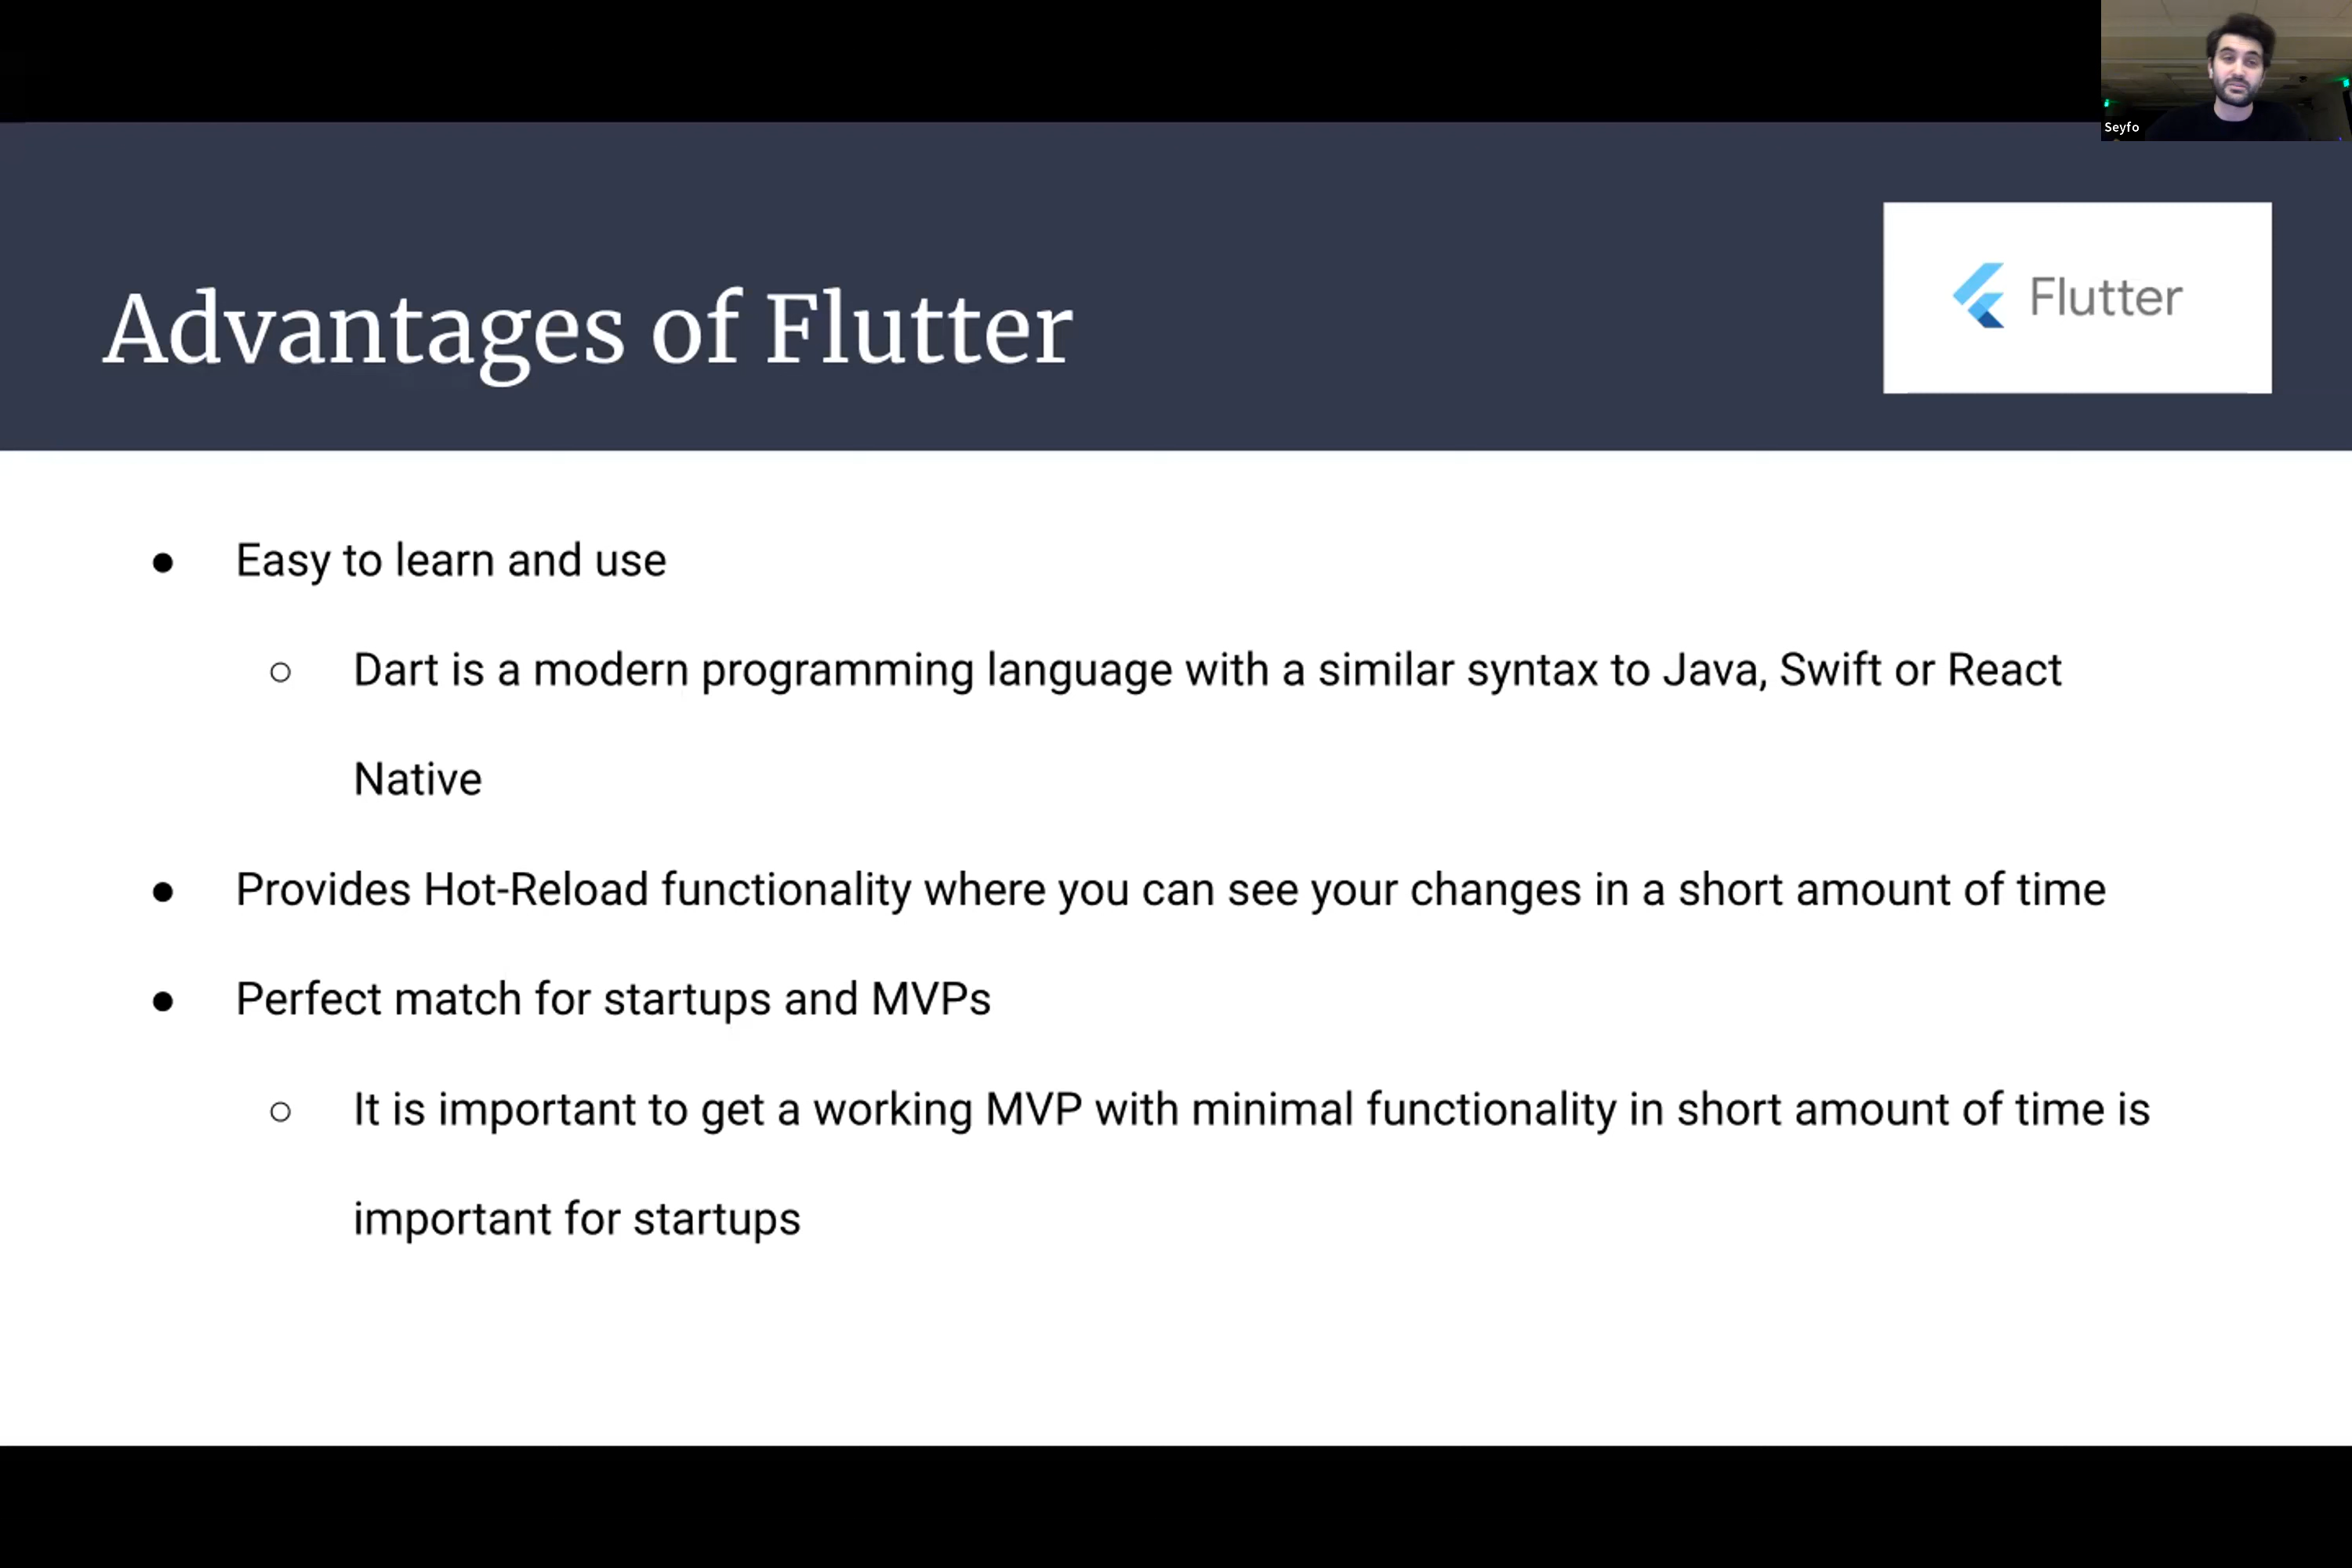 Seyfo
Advantages of Flutter
Flutter
● Easy to learn and use
○ Dart is a modern programming language with a similar syntax to Java, Swift or React
Native
● Provides Hot-Reload functionality where you can see your changes in a short amount of time
● Perfect match for startups and MVPs
○ It is important to get a working MVP with minimal functionality in short amount of time is
important for startups